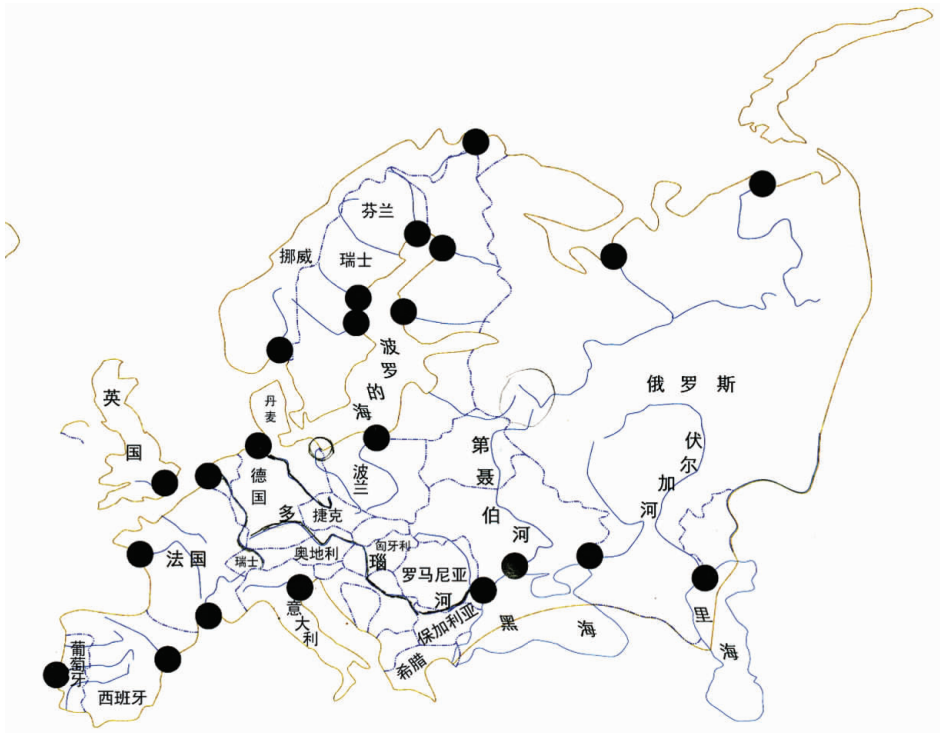 芬兰
挪威
瑞士
波罗的海
俄罗斯
英国
丹麦
第聂伯河
伏尔加河
德国
波兰
多瑙河
捷克
法国
瑞士
奥地利
匈牙利
罗马尼亚
意大利
保加利亚
黑海
里海
希腊
葡萄牙
西班牙